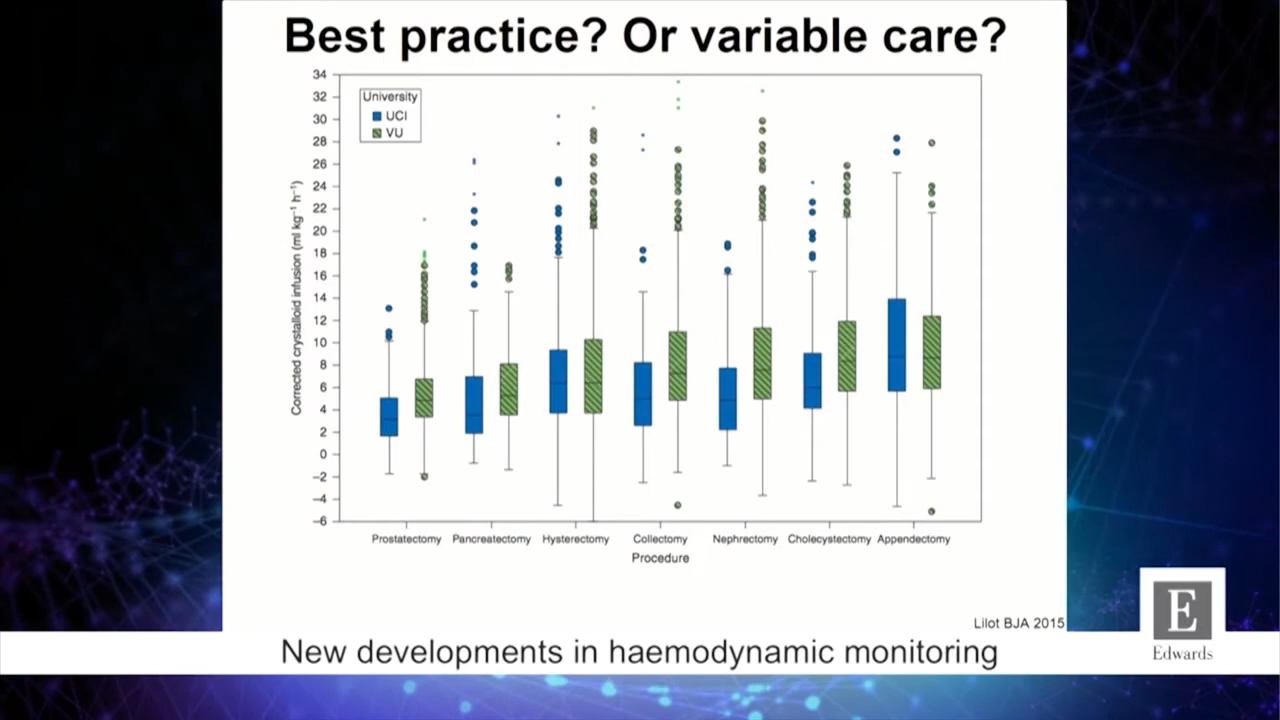 Best practice? Or variable care?
34
32
30
28
26
24
22
20
18
16
14
12
10
8
6
4
2
0
–2
–4
–6
Corrected crystalloid infusion (ml kg⁻¹ h⁻¹)
University
UCI
VU
Prostatectomy Pancreatectomy Hysterectomy Collectomy Nephrectomy Cholecystectomy Appendectomy
Procedure
Lilot BJA 2015
New developments in haemodynamic monitoring
E
Edwards